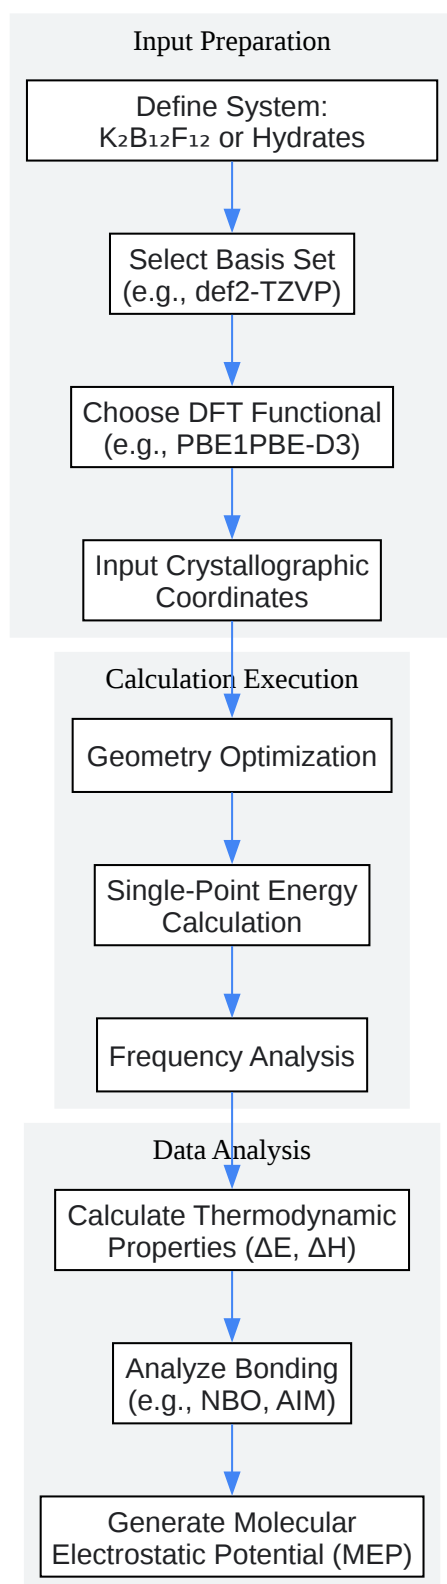 Input Preparation
Define System:
K₂B₁₂F₁₂ or Hydrates
Select Basis Set
(e.g., def2-TZVP)
Choose DFT Functional
(e.g., PBE1PBE-D3)
Input Crystallographic
Coordinates
Calculation Execution
Geometry Optimization
Single-Point Energy
Calculation
Frequency Analysis
Data Analysis
Calculate Thermodynamic
Properties (ΔE, ΔH)
Analyze Bonding
(e.g., NBO, AIM)
Generate Molecular
Electrostatic Potential (MEP)